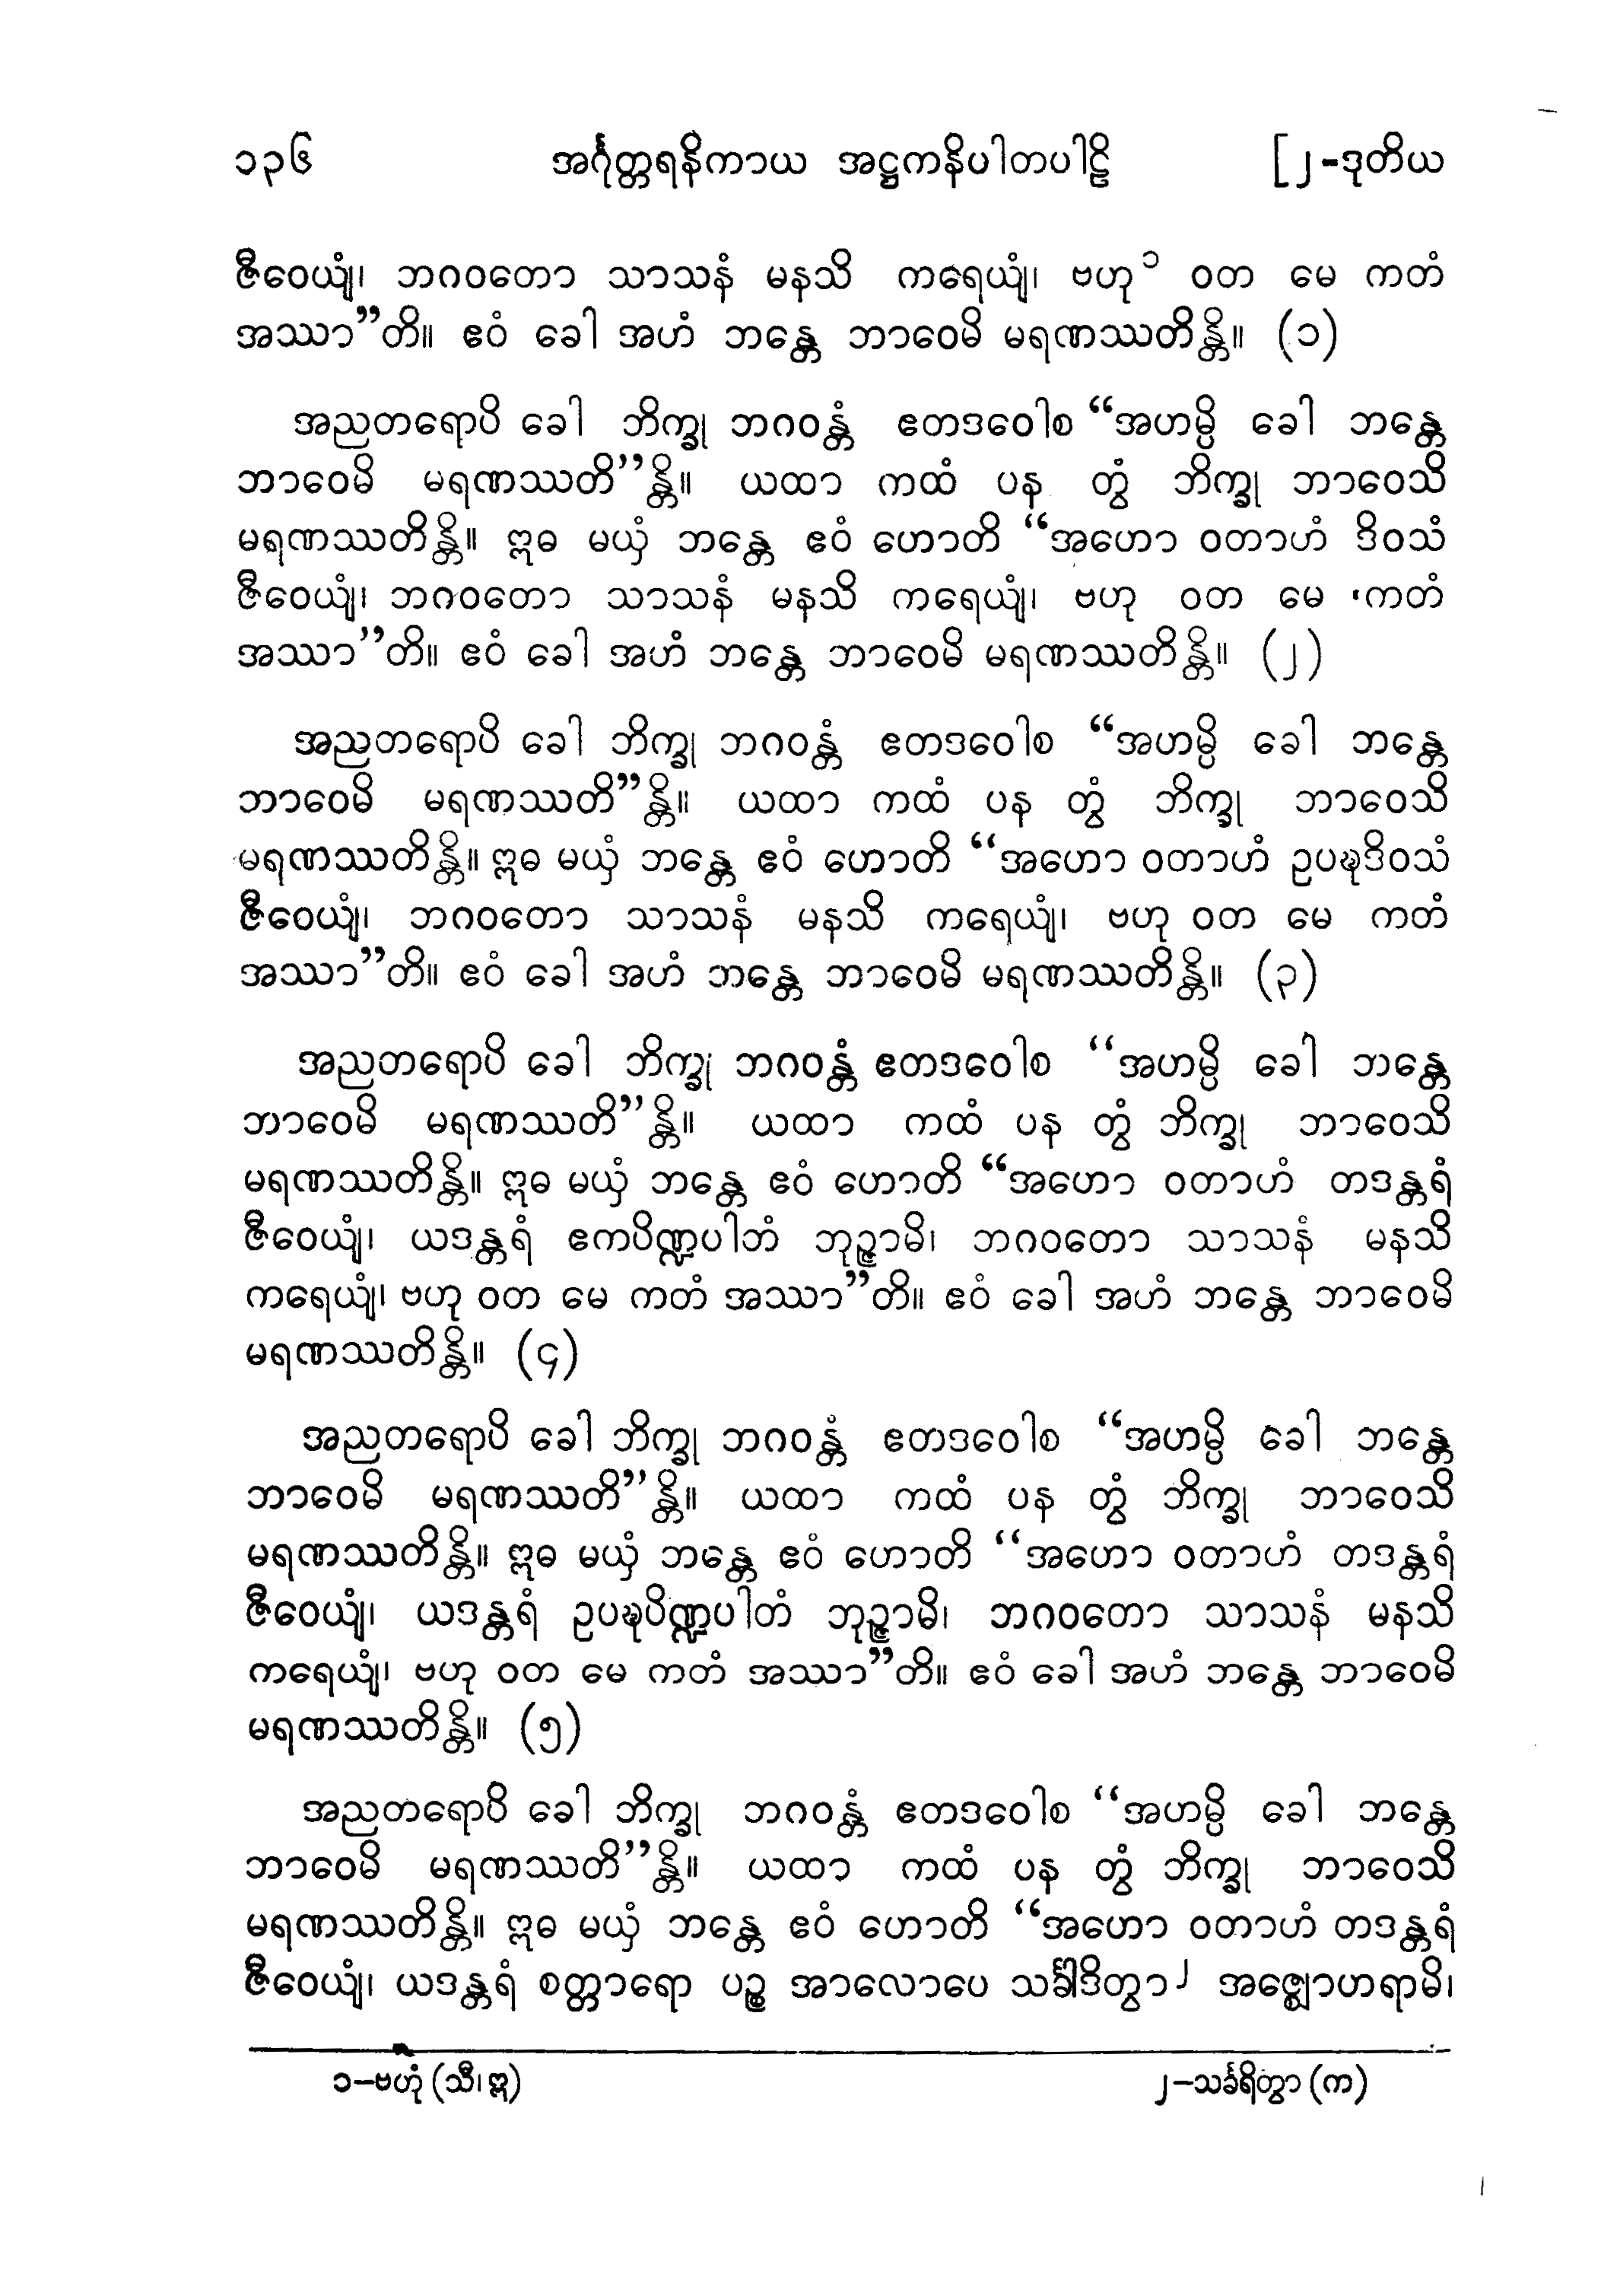 ၁၃၆ အင်္ဂုတ္တရနိကာယ အဋ္ဌကနိပါတပါဠိ [၂-ဒုတိယ
ဇီဝေယျံ၊ ဘဂဝတော သာသနံ မနသိ ကရေယျံ၊ ဗဟု၁ ဝတ မေ ကတံ
အဿာ”တိ။ ဧဝံ ခေါ အဟံ ဘန္တေ ဘာဝေမိ မရဏဿတိန္တိ။ (၁)
အညတရောပိ ခေါ ဘိက္ခု ဘဂဝန္တံ ဧတဒဝေါစ “အဟမ္ပိ ခေါ ဘန္တေ
ဘာဝေမိ မရဏဿတိ”န္တိ။ ယထာ ကထံ ပန တွံ ဘိက္ခု ဘာဝေသိ
မရဏဿတိန္တိ။ ဣဓ မယှံ ဘန္တေ ဧဝံ ဟောတိ “အဟော ဝတာဟံ ဒိဝသံ
ဇီဝေယျံ၊ ဘဂဝတော သာသနံ မနသိ ကရေယျံ၊ ဗဟု ဝတ မေ ကတံ
အဿာ”တိ။ ဧဝံ ခေါ အဟံ ဘန္တေ ဘာဝေမိ မရဏဿတိန္တိ။ (၂)
အညတရောပိ ခေါ ဘိက္ခု ဘဂဝန္တံ ဧတဒဝေါစ “အဟမ္ပိ ခေါ ဘန္တေ
ဘာဝေမိ မရဏဿတိ”န္တိ။ ယထာ ကထံ ပန တွံ ဘိက္ခု ဘာဝေသိ
မရဏဿတိန္တိ။ ဣဓ မယှံ ဘန္တေ ဧဝံ ဟောတိ “အဟော ဝတာဟံ ဥပဍ္ဎဒိဝသံ
ဇီဝေယျံ၊ ဘဂဝတော သာသနံ မနသိ ကရေယျံ၊ ဗဟု ဝတ မေ ကတံ
အဿာ”တိ။ ဧဝံ ခေါ အဟံ ဘန္တေ ဘာဝေမိ မရဏဿတိန္တိ။ (၃)
အညတရောပိ ခေါ ဘိက္ခု ဘဂဝန္တံ ဧတဒဝေါစ “အဟမ္ပိ ခေါ ဘန္တေ
ဘာဝေမိ မရဏဿတိ”န္တိ။ ယထာ ကထံ ပန တွံ ဘိက္ခု ဘာဝေသိ
မရဏဿတိန္တိ။ ဣဓ မယှံ ဘန္တေ ဧဝံ ဟောတိ “အဟော ဝတာဟံ တဒန္တရံ
ဇီဝေယျံ၊ ယဒန္တရံ ဧကပိဏ္ဍပါတံ ဘုဉ္ဇာမိ၊ ဘဂဝတော သာသနံ မနသိ
ကရေယျံ၊ ဗဟု ဝတ မေ ကတံ အဿာ”တိ။ ဧဝံ ခေါ အဟံ ဘန္တေ ဘာဝေမိ
မရဏဿတိန္တိ။ (၄)
အညတရောပိ ခေါ ဘိက္ခု ဘဂဝန္တံ ဧတဒဝေါစ “အဟမ္ပိ ခေါ ဘန္တေ
ဘာဝေမိ မရဏဿတိ”န္တိ။ ယထာ ကထံ ပန တွံ ဘိက္ခု ဘာဝေသိ
မရဏဿတိန္တိ။ ဣဓ မယှံ ဘန္တေ ဧဝံ ဟောတိ “အဟော ဝတာဟံ တဒန္တရံ
ဇီဝေယျံ၊ ယဒန္တရံ ဥပဍ္ဎပိဏ္ဍပါတံ ဘုဉ္ဇာမိ၊ ဘဂဝတော သာသနံ မနသိ
ကရေယျံ၊ ဗဟု ဝတ မေ ကတံ အဿာ”တိ။ ဧဝံ ခေါ အဟံ ဘန္တေ ဘာဝေမိ
မရဏဿတိန္တိ။ (၅)
အညတရောပိ ခေါ ဘိက္ခု ဘဂဝန္တံ ဧတဒဝေါစ “အဟမ္ပိ ခေါ ဘန္တေ
ဘာဝေမိ မရဏဿတိ”န္တိ။ ယထာ ကထံ ပန တွံ ဘိက္ခု ဘာဝေသိ
မရဏဿတိန္တိ။ ဣဓ မယှံ ဘန္တေ ဧဝံ ဟောတိ “အဟော ဝတာဟံ တဒန္တရံ
ဇီဝေယျံ၊ ယဒန္တရံ စတ္တာရော ပဉ္စ အာလောပေ သင်္ခါဒိတွာ၂ အဇ္ဈောဟရာမိ၊
၁-ဗဟုံ (သီ၊ဣ) ၂-သင်္ခရိတွာ (က)